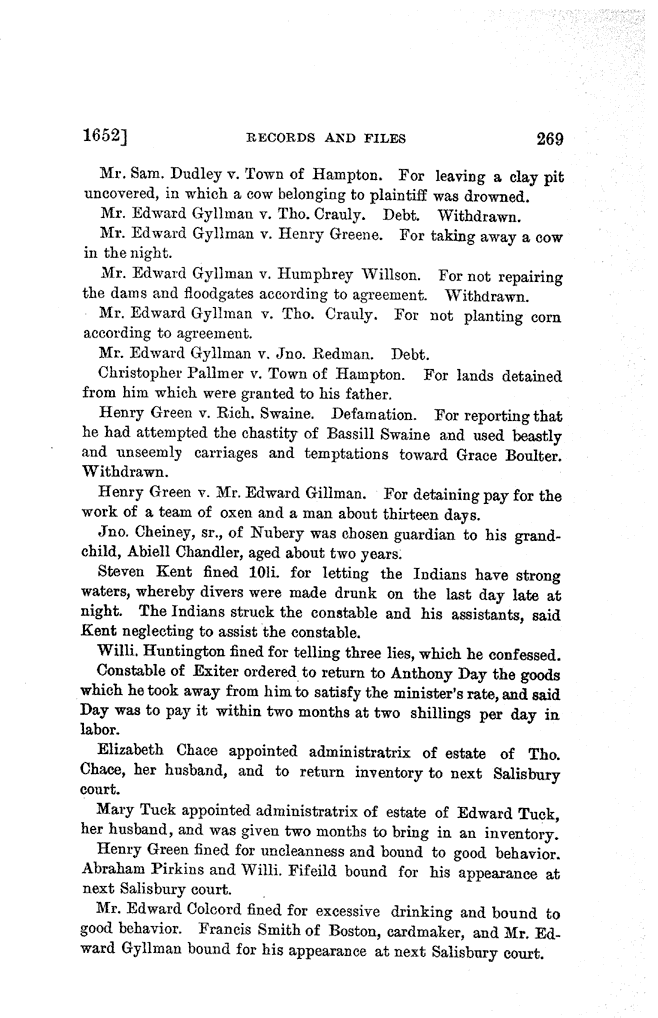 1652] RECORDS AND FILES 269
Mr. Sam. Dudley v. Town of Hampton. For leaving a clay pit
uncovered, in which a cow belonging to plaintiff was drowned.
Mr. Edward Gyllman v. Tho. Crauly. Debt. Withdrawn.
Mr. Edward Gyllman v. Henry Greene. For taking away a cow
in the night.
Mr. Edward Gyllman v. Humphrey Willson. For not repairing
the dams and floodgates according to agreement. Withdrawn.
Mr. Edward Gyllman v. Tho. Crauly. For not planting corn
according to agreement.
Mr. Edward Gyllman v. Jno. Redman. Debt.
Christopher Pallmer v. Town of Hampton. For lands detained
from him which were granted to his father.
Henry Green v. Rich. Swaine. Defamation. For reporting that
he had attempted the chastity of Bassill Swaine and used beastly
and unseemly carriages and temptations toward Grace Boulter.
Withdrawn.
Henry Green v. Mr. Edward Gillman. For detaining pay for the
work of a team of oxen and a man about thirteen days.
Jno. Cheiney, sr., of Nubery was chosen guardian to his grand-
child, Abiell Chandler, aged about two years.
Steven Kent fined 10li. for letting the Indians have strong
waters, whereby divers were made drunk on the last day late at
night. The Indians struck the constable and his assistants, said
Kent neglecting to assist the constable.
Willi. Huntington fined for telling three lies, which he confessed.
Constable of Exiter ordered to return to Anthony Day the goods
which he took away from him to satisfy the minister's rate, and said
Day was to pay it within two months at two shillings per day in
labor.
Elizabeth Chace appointed administratrix of estate of Tho.
Chace, her husband, and to return inventory to next Salisbury
court.
Mary Tuck appointed administratrix of estate of Edward Tuck,
her husband, and was given two months to bring in an inventory.
Henry Green fined for uncleanness and bound to good behavior.
Abraham Pirkins and Willi. Fifeild bound for his appearance at
next Salisbury court.
Mr. Edward Colcord fined for excessive drinking and bound to
good behavior. Francis Smith of Boston, cardmaker, and Mr. Ed-
ward Gyllman bound for his appearance at next Salisbury court.